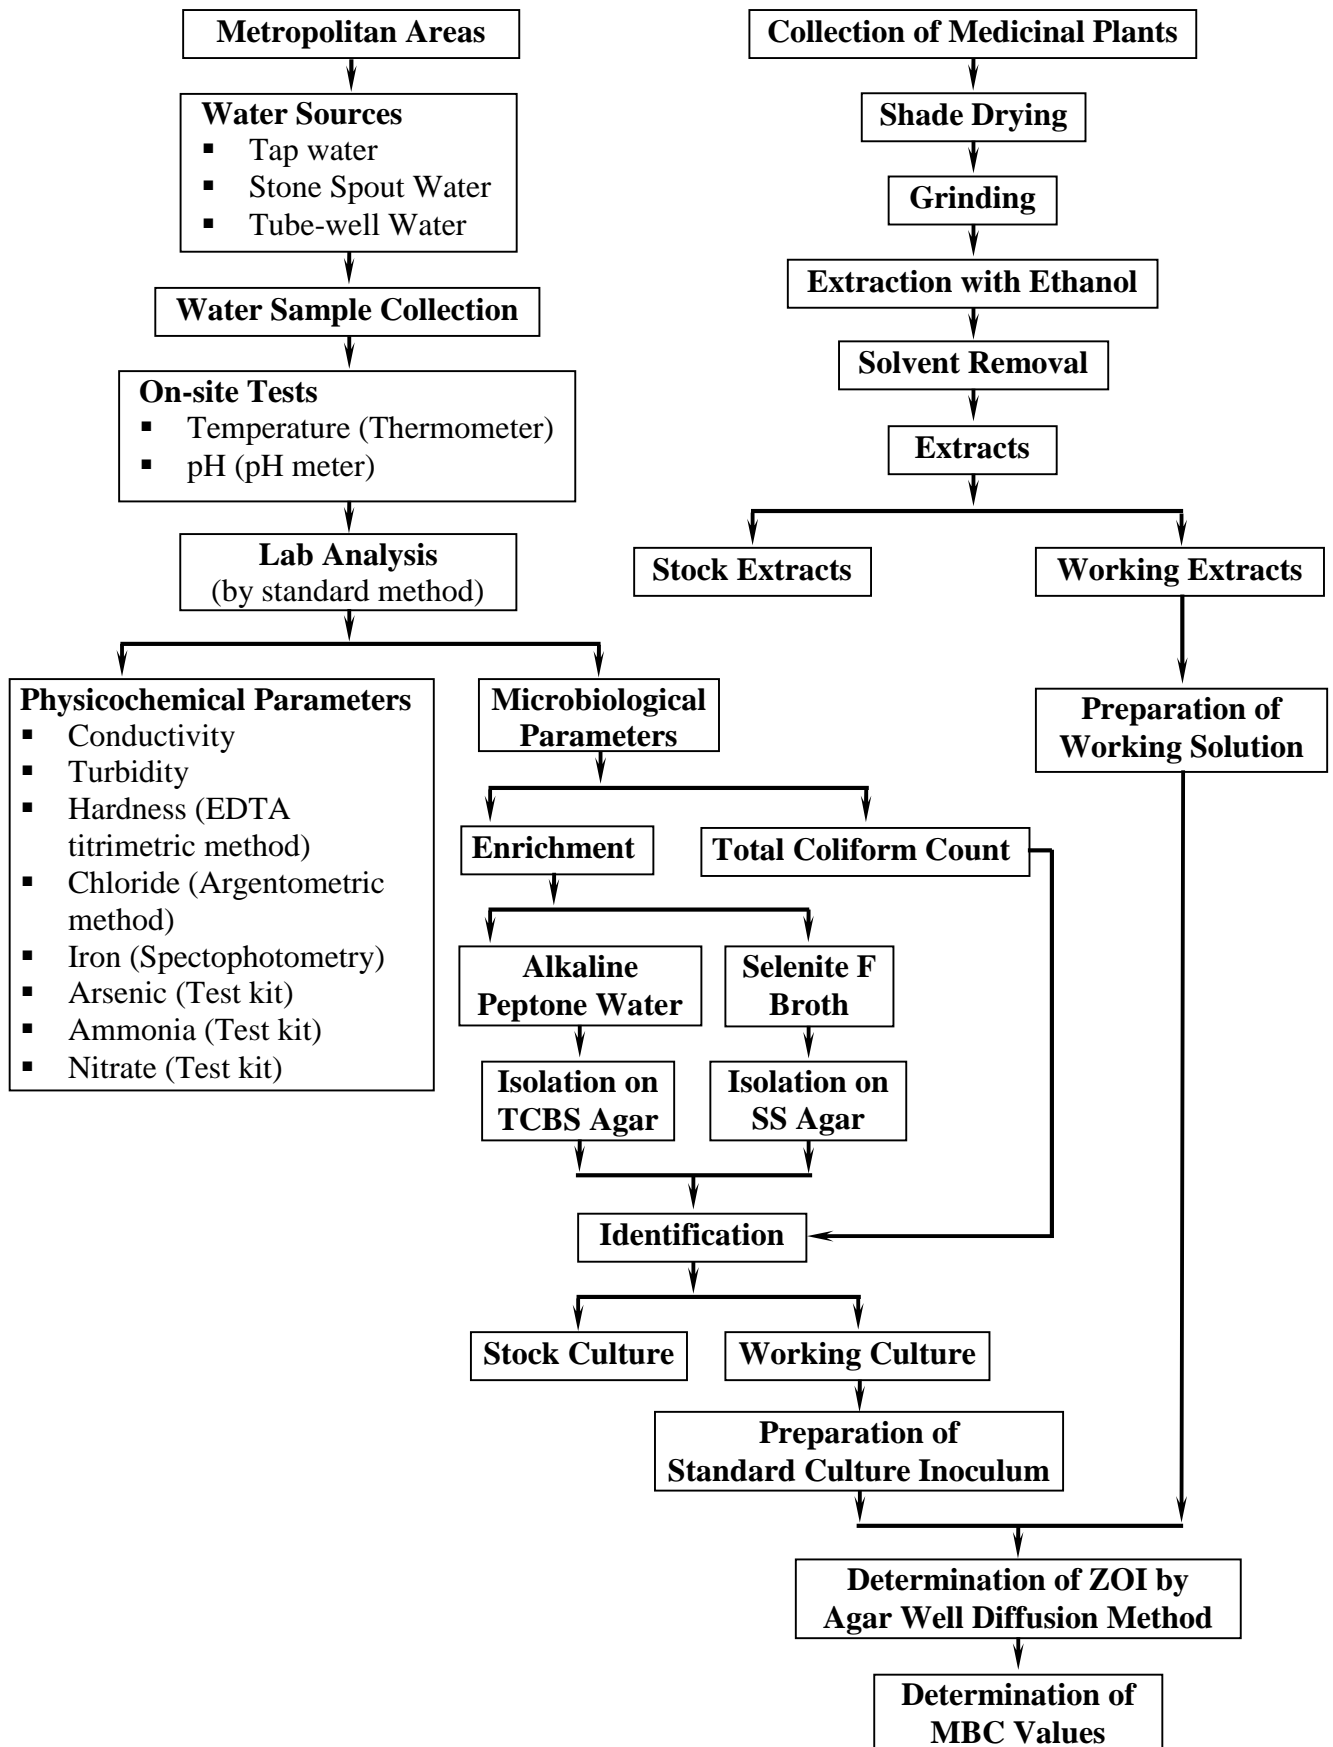 Metropolitan Areas
Water Sources
▪ Tap water
▪ Stone Spout Water
▪ Tube-well Water
Water Sample Collection
On-site Tests
▪ Temperature (Thermometer)
▪ pH (pH meter)
Lab Analysis
(by standard method)
Physicochemical Parameters
▪ Conductivity
▪ Turbidity
▪ Hardness (EDTA
titrimetric method)
▪ Chloride (Argentometric
method)
▪ Iron (Spectophotometry)
▪ Arsenic (Test kit)
▪ Ammonia (Test kit)
▪ Nitrate (Test kit)
Microbiological
Parameters
Enrichment
Total Coliform Count
Alkaline
Peptone Water
Selenite F
Broth
Isolation on
TCBS Agar
Isolation on
SS Agar
Identification
Stock Culture
Working Culture
Preparation of
Standard Culture Inoculum
Collection of Medicinal Plants
Shade Drying
Grinding
Extraction with Ethanol
Solvent Removal
Extracts
Stock Extracts
Working Extracts
Preparation of
Working Solution
Determination of ZOI by
Agar Well Diffusion Method
Determination of
MBC Values